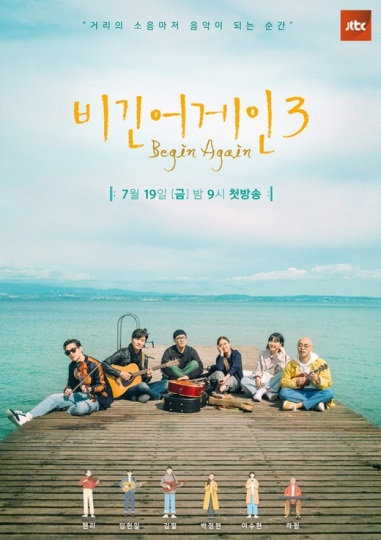 " 거리의 소음마저 음악이 되는 순간 "
jtbc
비긴어게인 3
Begin Again
7월 19일 [금] 밤 9시 첫방송
헨리 임헌일 김필 박정현 이수현 하림